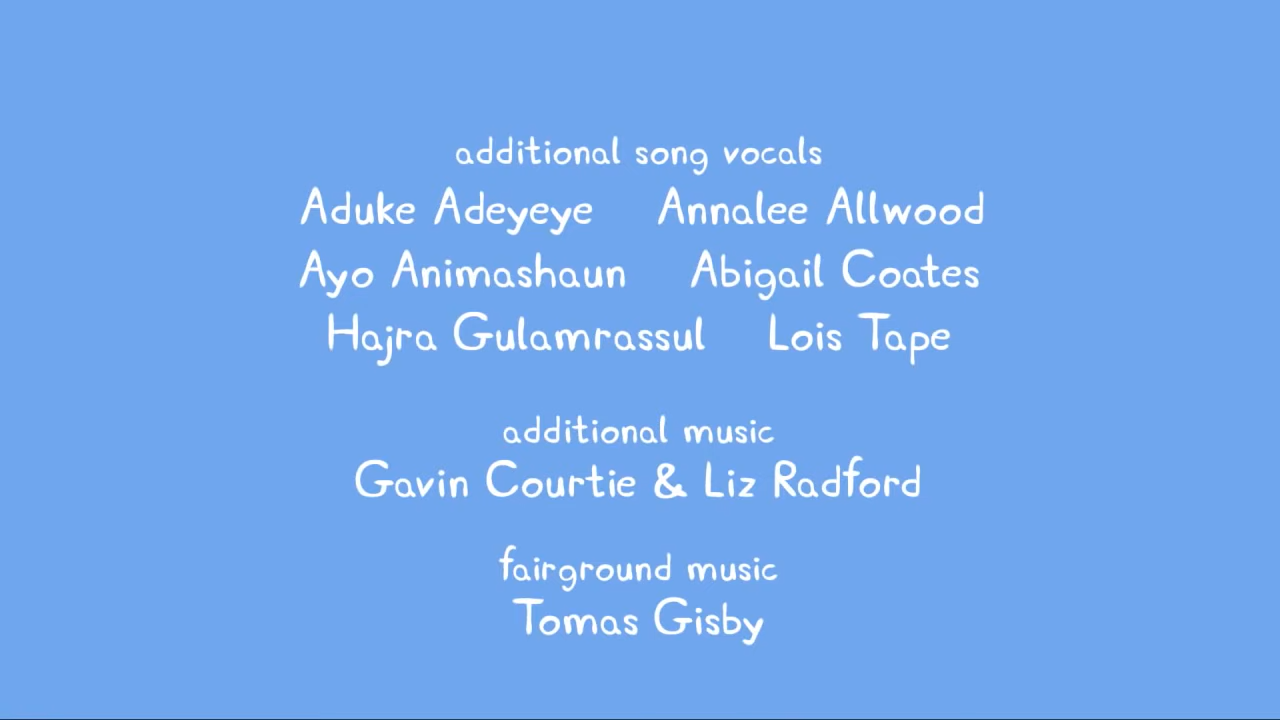 additional song vocals
Aduke Adeyeye Annalee Allwood
Ayo Animashaun Abigail Coates
Hajra Gulamrassul Lois Tape
additional music
Gavin Courtie & Liz Radford
fairground music
Tomas Gisby